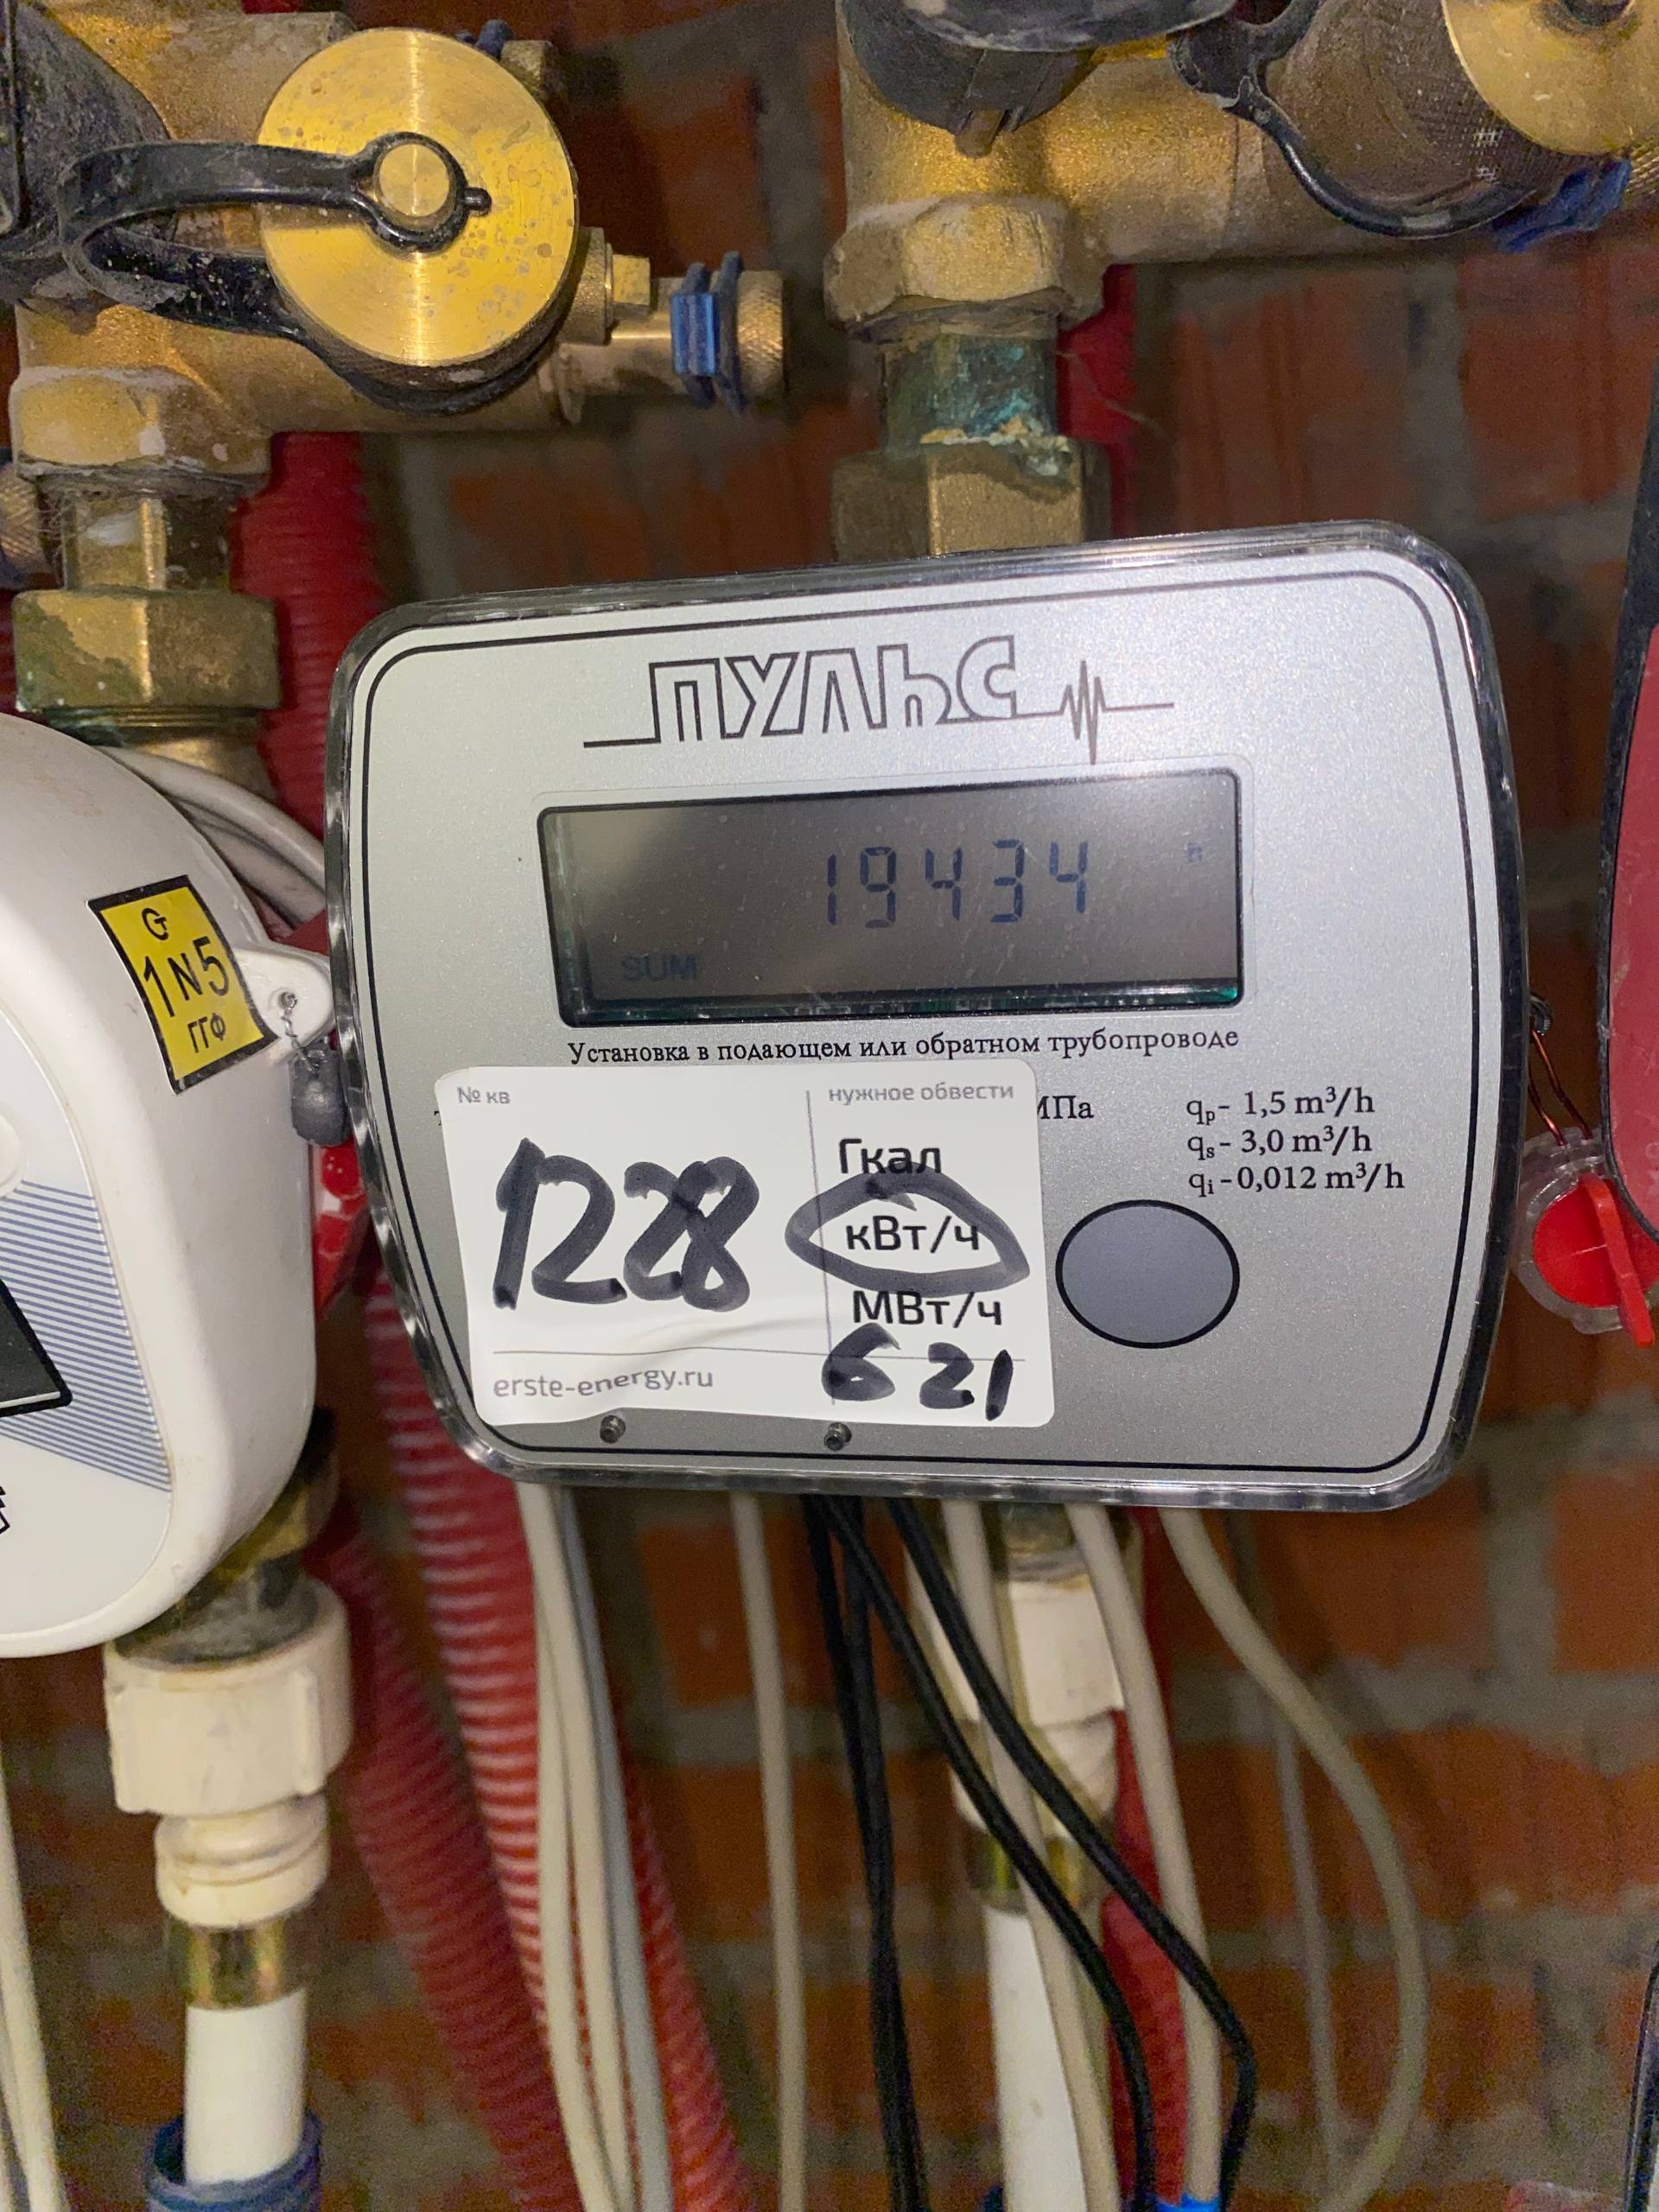 ПУЛЬС
19434 h
SUM
Установка в подающем или обратном трубопроводе
МПа
qp- 1,5 m³/h
qs- 3,0 m³/h
qi-0,012 m³/h
№ кв
нужное обвести
1228
Гкал
кВт/ч
МВт/ч
621
erste-energy.ru
1N5
ГГФ